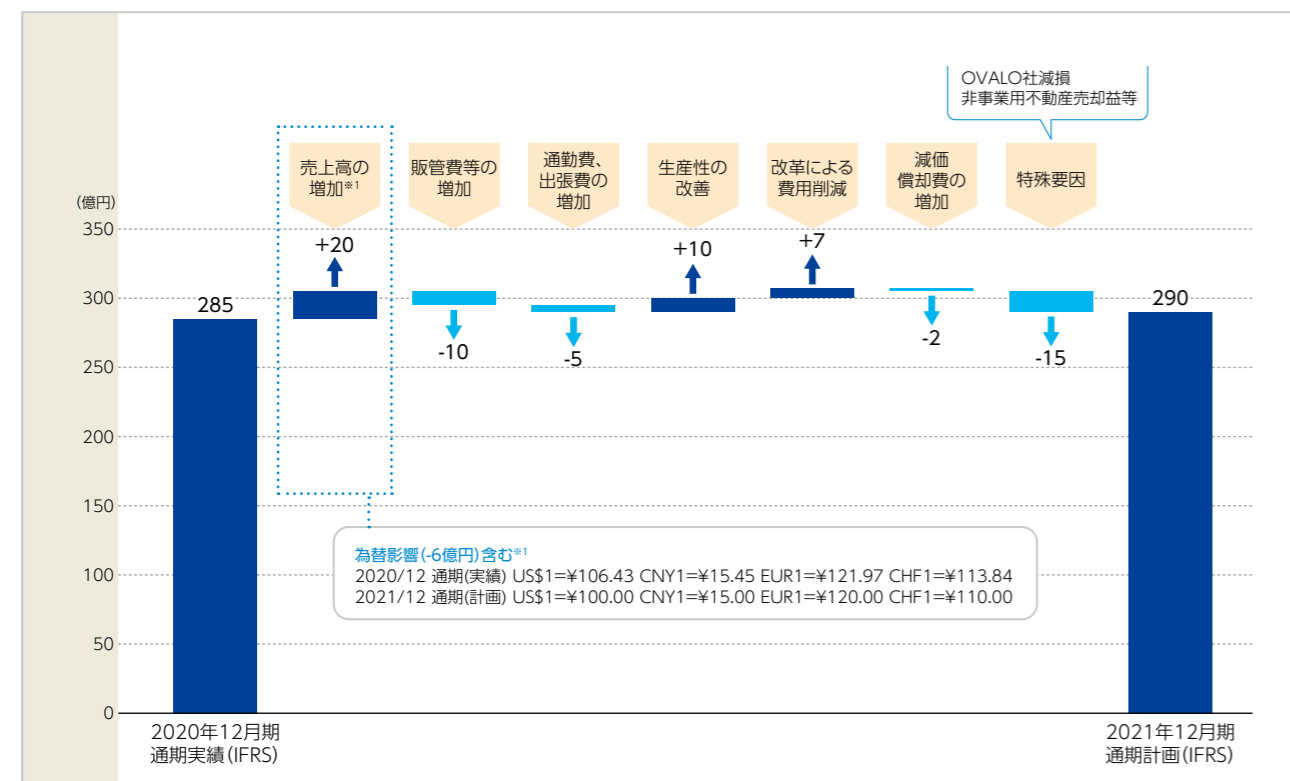 OVALO社減損
非事業用不動産売却益等
売上高の
増加※1
販管費等の
増加
通勤費、
出張費の
増加
生産性の
改善
改革による
費用削減
減価
償却費の
増加
特殊要因
(億円)
350
300
250
200
150
100
50
0
285
+20
-10
-5
+10
+7
-2
-15
290
為替影響(-6億円)含む※1
2020/12 通期(実績) US$1=¥106.43 CNY1=¥15.45 EUR1=¥121.97 CHF1=¥113.84
2021/12 通期(計画) US$1=¥100.00 CNY1=¥15.00 EUR1=¥120.00 CHF1=¥110.00
2020年12月期
通期実績(IFRS)
2021年12月期
通期計画(IFRS)